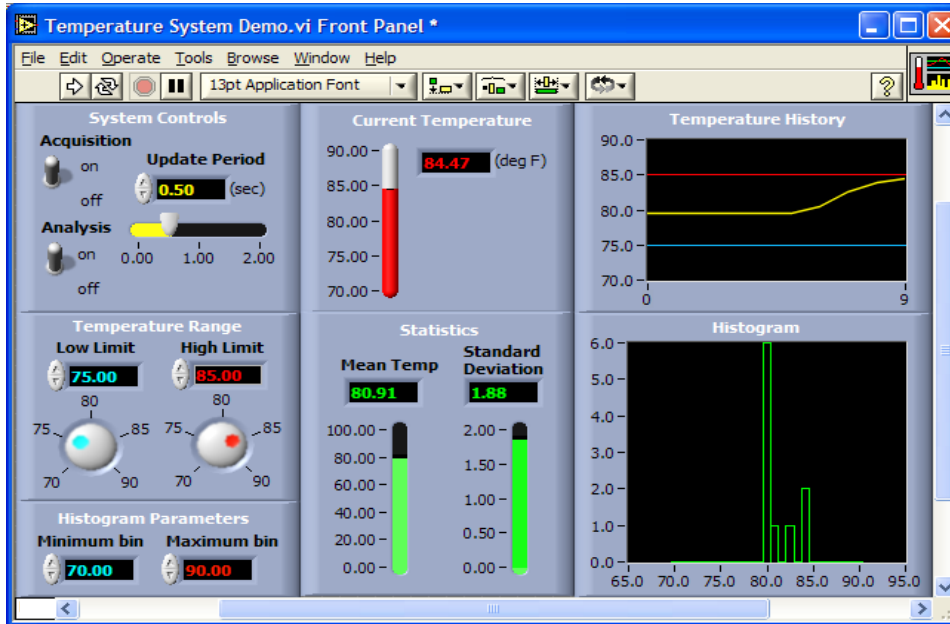 Temperature System Demo.vi Front Panel *
File Edit Operate Tools Browse Window Help
13pt Application Font
?
System Controls
Acquisition
on
off
Update Period
0.50 (sec)
Analysis
on
off
0.00 1.00 2.00
Current Temperature
90.00
85.00
80.00
75.00
70.00
84.47 (deg F)
Temperature History
90.0
85.0
80.0
75.0
70.0
0 9
Temperature Range
Low Limit High Limit
75.00 85.00
80 80
75 85 75 85
70 90 70 90
Histogram Parameters
Minimum bin Maximum bin
70.00 90.00
Statistics
Mean Temp
80.91
Standard
Deviation
1.88
100.00
80.00
60.00
40.00
20.00
0.00
2.00
1.50
1.00
0.50
0.00
Histogram
6.0
5.0
4.0
3.0
2.0
1.0
0.0
65.0 70.0 75.0 80.0 85.0 90.0 95.0